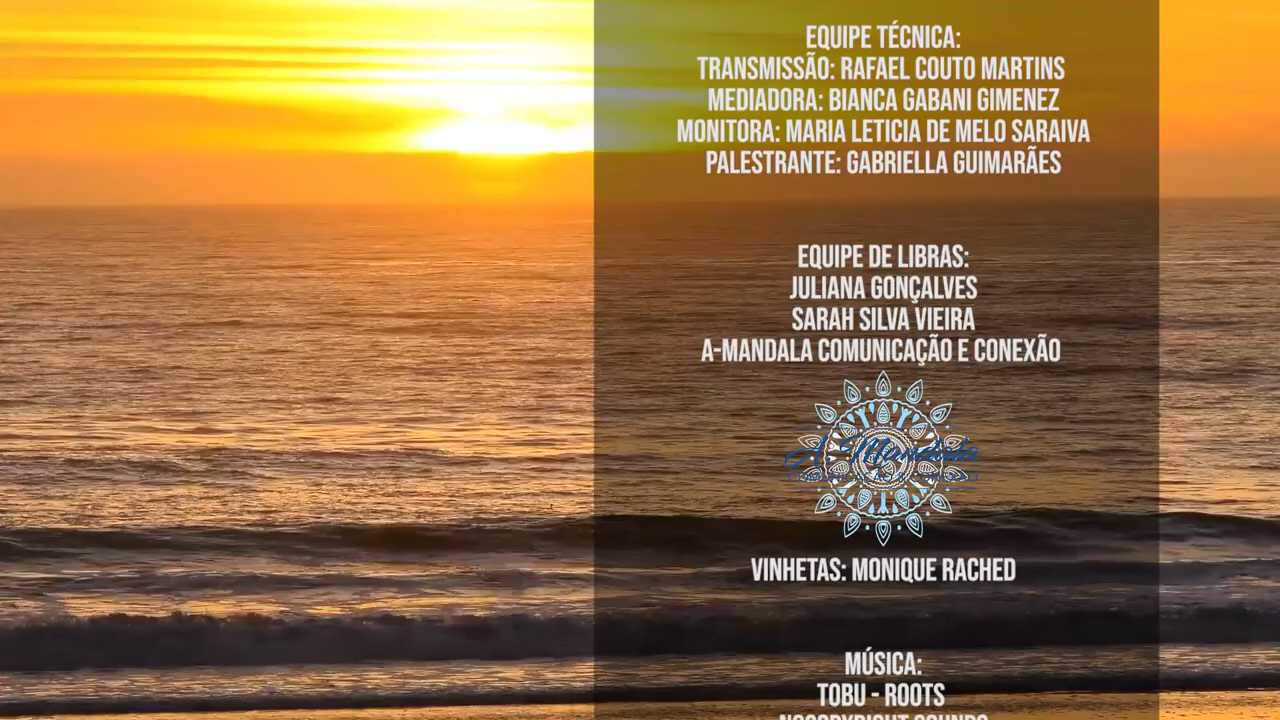 EQUIPE TÉCNICA:
TRANSMISSÃO: RAFAEL COUTO MARTINS
MEDIADORA: BIANCA GABANI GIMENEZ
MONITORA: MARIA LETICIA DE MELO SARAIVA
PALESTRANTE: GABRIELLA GUIMARÃES
EQUIPE DE LIBRAS:
JULIANA GONÇALVES
SARAH SILVA VIEIRA
A-MANDALA COMUNICAÇÃO E CONEXÃO
A Mandala
VINHETAS: MONIQUE RACHED
MÚSICA:
TOBU - ROOTS